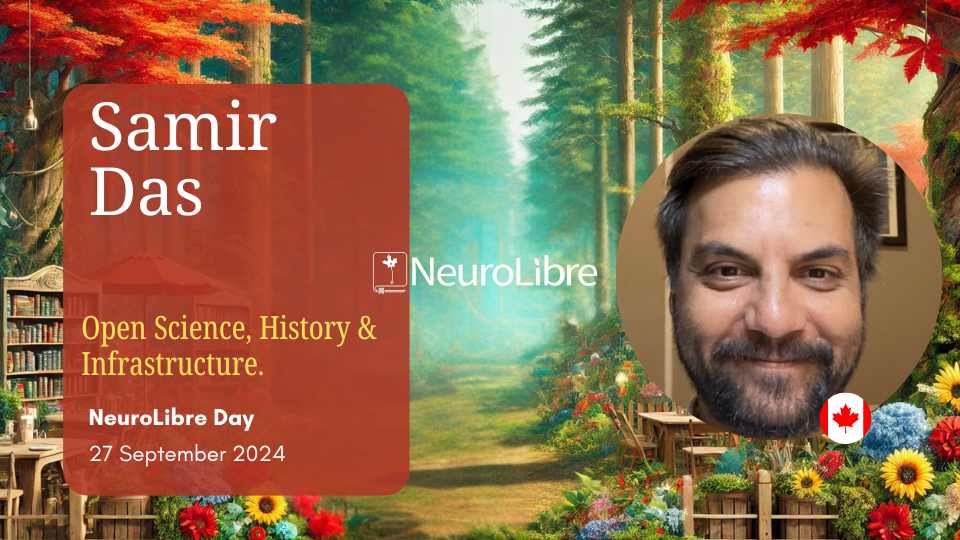 Samir
Das
NeuroLibre
Open Science, History &
Infrastructure.
NeuroLibre Day
27 September 2024